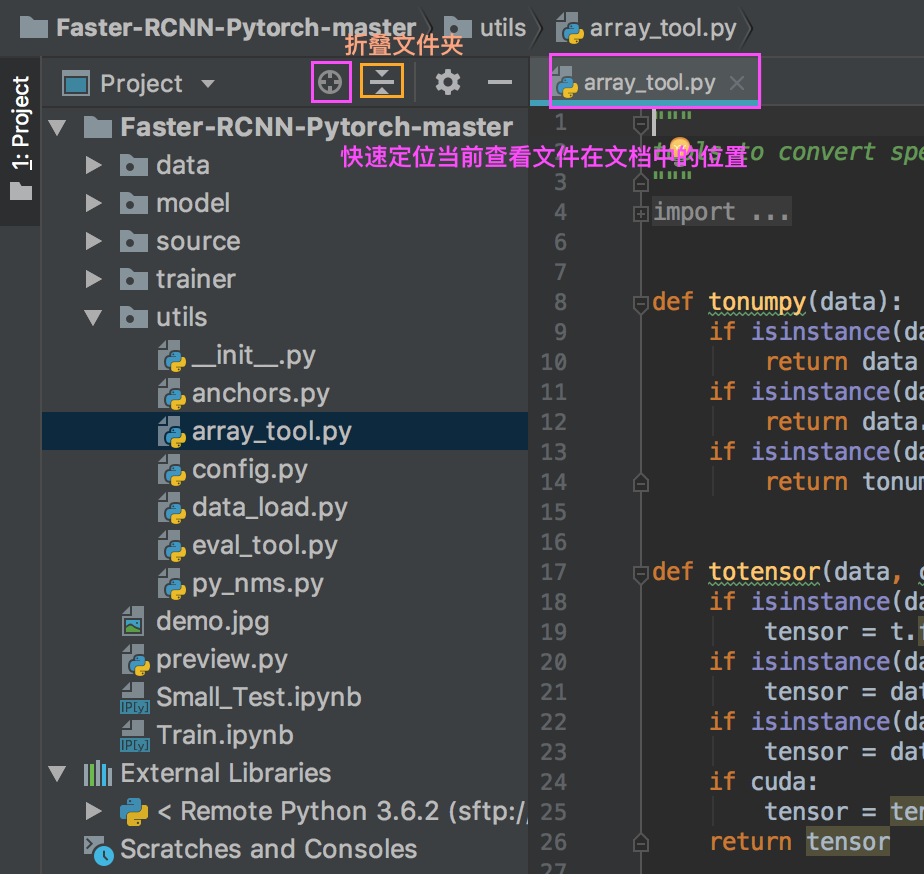 Faster-RCNN-Pytorch-master utils array_tool.py
折叠文件夹
1: Project
Project
array_tool.py
快速定位当前查看文件在文档中的位置
Faster-RCNN-Pytorch-master
data
model
source
trainer
utils
__init__.py
anchors.py
array_tool.py
config.py
data_load.py
eval_tool.py
py_nms.py
demo.jpg
preview.py
IP[y] Small_Test.ipynb
IP[y] Train.ipynb
External Libraries
< Remote Python 3.6.2 (sftp:/
Scratches and Consoles
1 """
to convert spe
3 """
4 import ...
6
7
8 def tonumpy(data):
9 if isinstance(da
10 return data
11 if isinstance(da
12 return data.
13 if isinstance(da
14 return tonum
15
16
17 def totensor(data,
18 if isinstance(da
19 tensor = t.
20 if isinstance(da
21 tensor = dat
22 if isinstance(da
23 tensor = dat
24 if cuda:
25 tensor = ten
26 return tensor
27